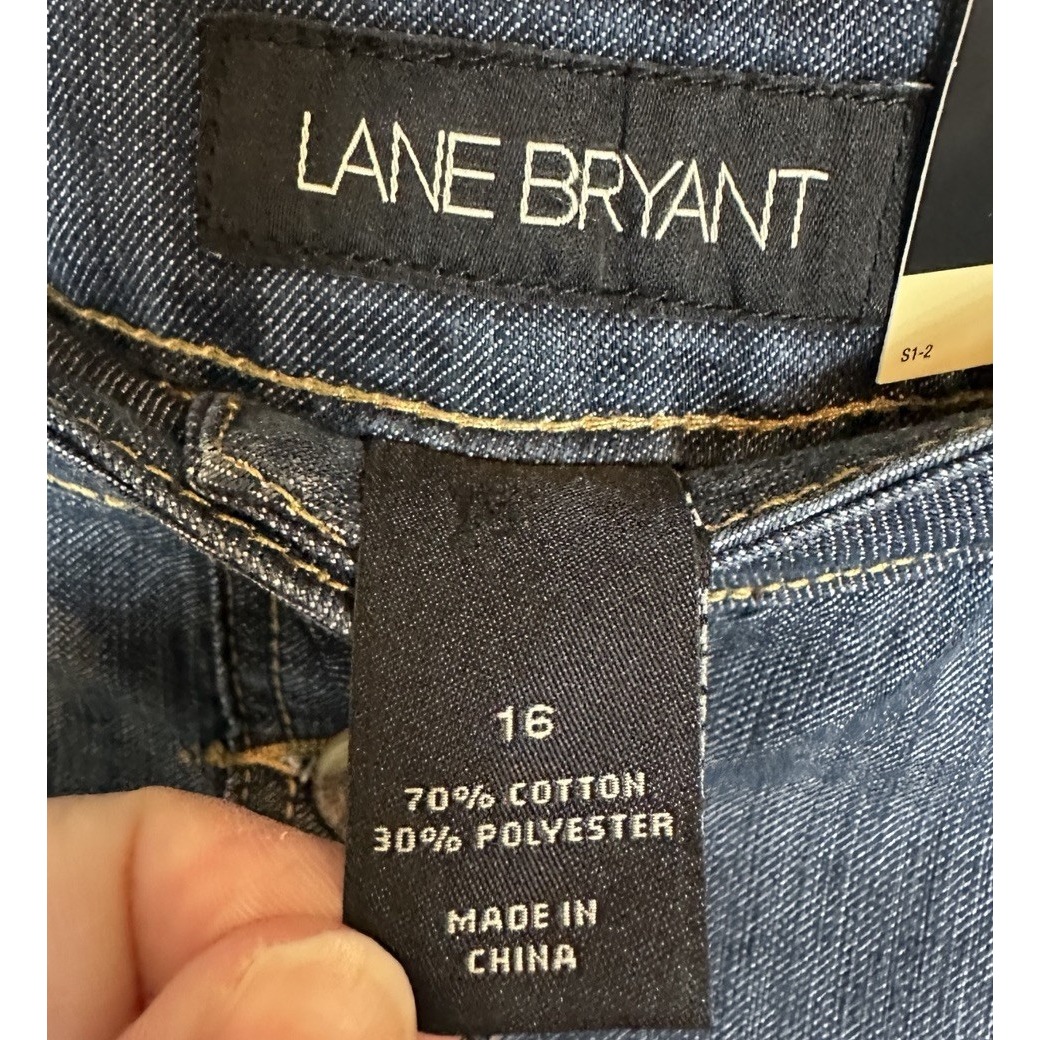 LANE BRYANT
S1-2
16
70% COTTON
30% POLYESTER
MADE IN
CHINA